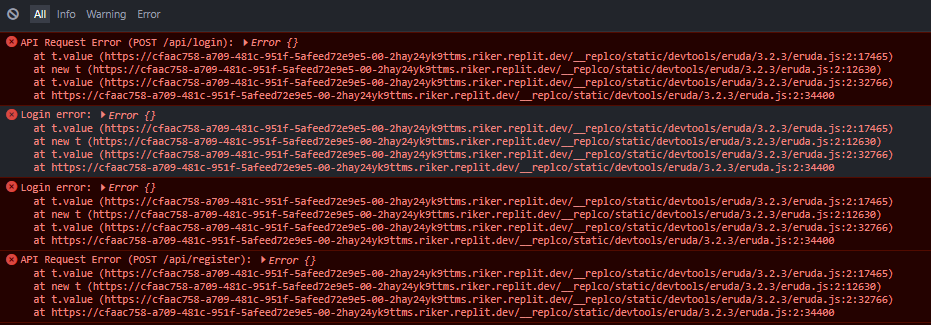 All Info Warning Error
API Request Error (POST /api/login): Error {}
at t.value (https://cfaac758-a709-481c-951f-5afeed72e9e5-00-2hay24yk9ttms.riker.replit.dev/__replco/static/devtools/eruda/3.2.3/eruda.js:2:17465)
at new t (https://cfaac758-a709-481c-951f-5afeed72e9e5-00-2hay24yk9ttms.riker.replit.dev/__replco/static/devtools/eruda/3.2.3/eruda.js:2:12630)
at t.value (https://cfaac758-a709-481c-951f-5afeed72e9e5-00-2hay24yk9ttms.riker.replit.dev/__replco/static/devtools/eruda/3.2.3/eruda.js:2:32766)
at https://cfaac758-a709-481c-951f-5afeed72e9e5-00-2hay24yk9ttms.riker.replit.dev/__replco/static/devtools/eruda/3.2.3/eruda.js:2:34400
Login error: Error {}
at t.value (https://cfaac758-a709-481c-951f-5afeed72e9e5-00-2hay24yk9ttms.riker.replit.dev/__replco/static/devtools/eruda/3.2.3/eruda.js:2:17465)
at new t (https://cfaac758-a709-481c-951f-5afeed72e9e5-00-2hay24yk9ttms.riker.replit.dev/__replco/static/devtools/eruda/3.2.3/eruda.js:2:12630)
at t.value (https://cfaac758-a709-481c-951f-5afeed72e9e5-00-2hay24yk9ttms.riker.replit.dev/__replco/static/devtools/eruda/3.2.3/eruda.js:2:32766)
at https://cfaac758-a709-481c-951f-5afeed72e9e5-00-2hay24yk9ttms.riker.replit.dev/__replco/static/devtools/eruda/3.2.3/eruda.js:2:34400
Login error: Error {}
at t.value (https://cfaac758-a709-481c-951f-5afeed72e9e5-00-2hay24yk9ttms.riker.replit.dev/__replco/static/devtools/eruda/3.2.3/eruda.js:2:17465)
at new t (https://cfaac758-a709-481c-951f-5afeed72e9e5-00-2hay24yk9ttms.riker.replit.dev/__replco/static/devtools/eruda/3.2.3/eruda.js:2:12630)
at t.value (https://cfaac758-a709-481c-951f-5afeed72e9e5-00-2hay24yk9ttms.riker.replit.dev/__replco/static/devtools/eruda/3.2.3/eruda.js:2:32766)
at https://cfaac758-a709-481c-951f-5afeed72e9e5-00-2hay24yk9ttms.riker.replit.dev/__replco/static/devtools/eruda/3.2.3/eruda.js:2:34400
API Request Error (POST /api/register): Error {}
at t.value (https://cfaac758-a709-481c-951f-5afeed72e9e5-00-2hay24yk9ttms.riker.replit.dev/__replco/static/devtools/eruda/3.2.3/eruda.js:2:17465)
at new t (https://cfaac758-a709-481c-951f-5afeed72e9e5-00-2hay24yk9ttms.riker.replit.dev/__replco/static/devtools/eruda/3.2.3/eruda.js:2:12630)
at t.value (https://cfaac758-a709-481c-951f-5afeed72e9e5-00-2hay24yk9ttms.riker.replit.dev/__replco/static/devtools/eruda/3.2.3/eruda.js:2:32766)
at https://cfaac758-a709-481c-951f-5afeed72e9e5-00-2hay24yk9ttms.riker.replit.dev/__replco/static/devtools/eruda/3.2.3/eruda.js:2:34400